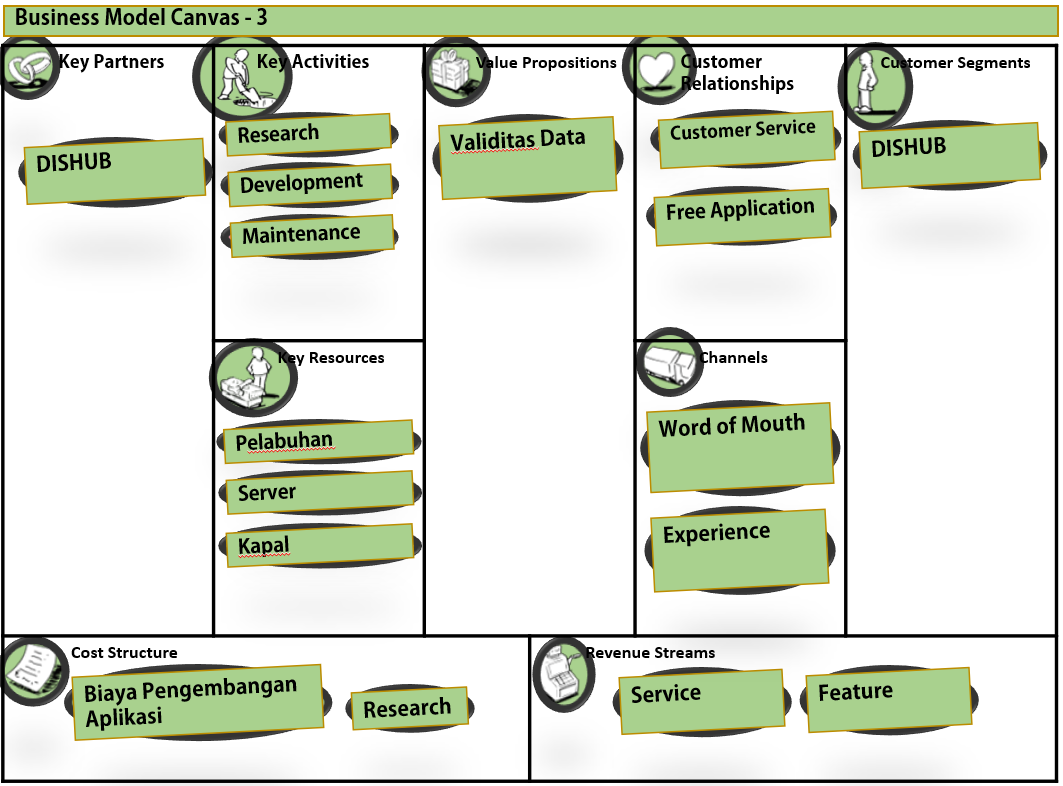 Business Model Canvas - 3
Key Partners
DISHUB
Key Activities
Research
Development
Maintenance
Key Resources
Pelabuhan
Server
Kapal
Value Propositions
Validitas Data
Customer
Relationships
Customer Service
Free Application
Channels
Word of Mouth
Experience
Customer Segments
DISHUB
Cost Structure
Biaya Pengembangan
Aplikasi
Research
Revenue Streams
Service
Feature